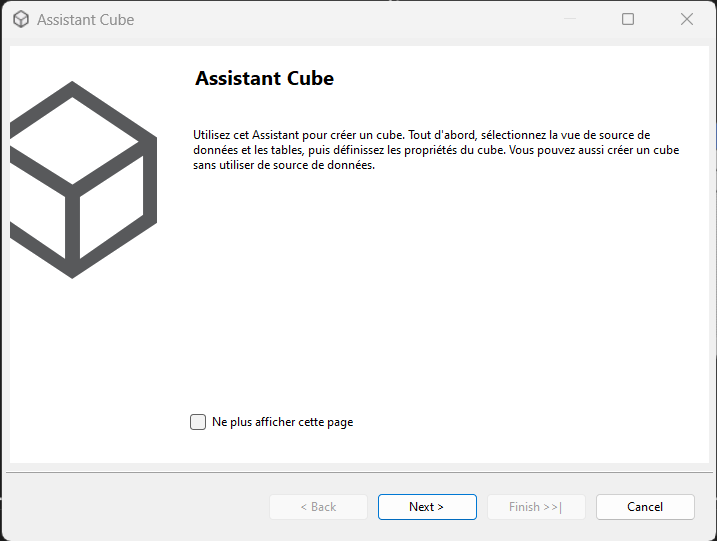 Assistant Cube
Assistant Cube
Utilisez cet Assistant pour créer un cube. Tout d'abord, sélectionnez la vue de source de
données et les tables, puis définissez les propriétés du cube. Vous pouvez aussi créer un cube
sans utiliser de source de données.
Ne plus afficher cette page
< Back
Next >
Finish >>|
Cancel